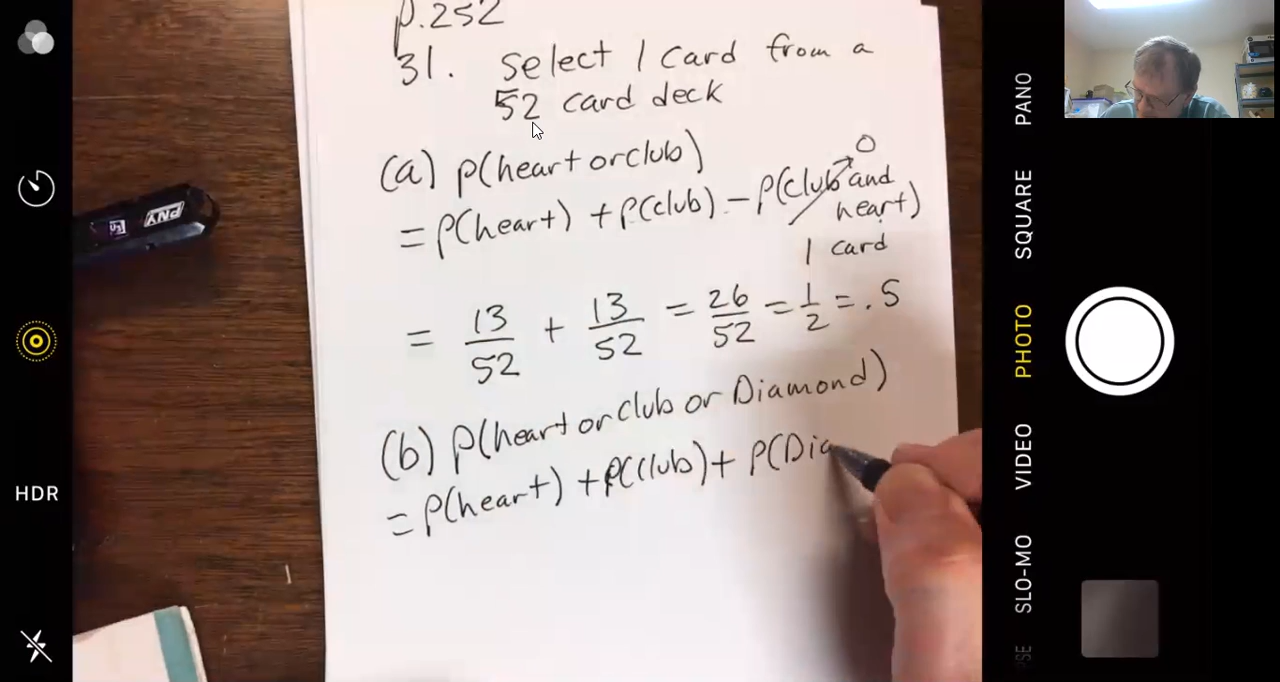 p.252
31. select 1 card from a
52 card deck
(a) P(heart or club)
= P(heart) + P(club) - P(club and heart) 0
1 card
= 13/52 + 13/52 = 26/52 = 1/2 = .5
(b) P(heart or club or Diamond)
= P(heart) + P(club) + P(Dia
PNY
HDR
PANO
SQUARE
PHOTO
VIDEO
SLO-MO